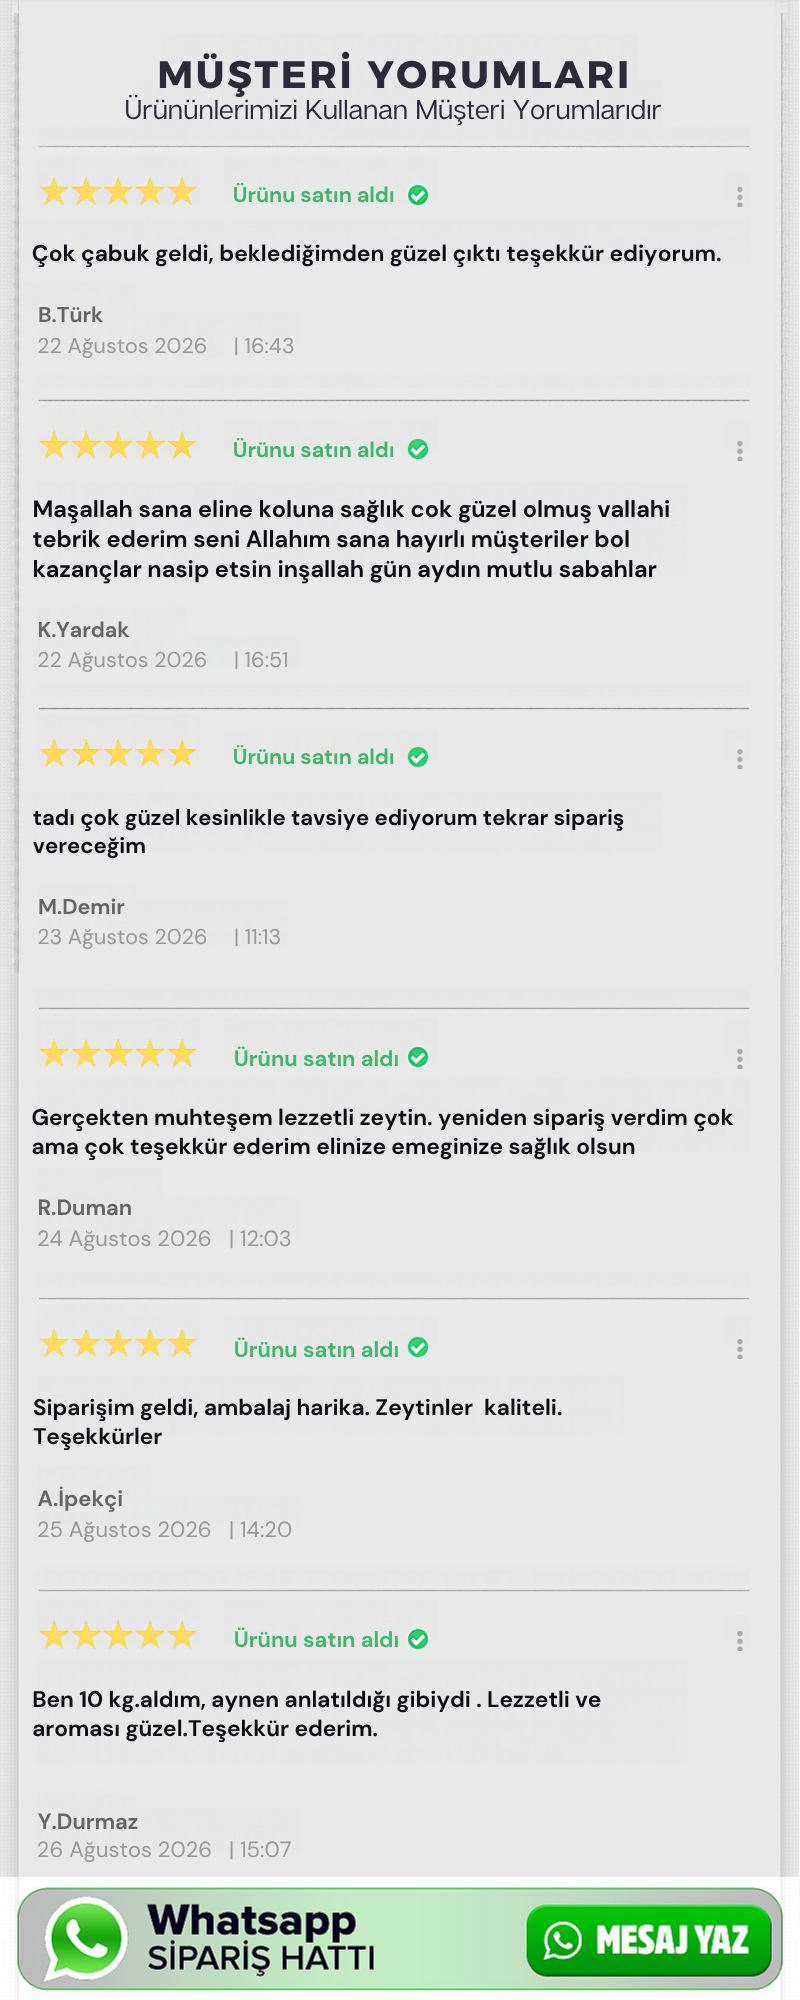 MÜŞTERİ YORUMLARI
Ürününlerimizi Kullanan Müşteri Yorumlarıdır
Ürünu satın aldı
Çok çabuk geldi, beklediğimden güzel çıktı teşekkür ediyorum.
B.Türk
22 Ağustos 2026 | 16:43
Ürünu satın aldı
Maşallah sana eline koluna sağlık cok güzel olmuş vallahi
tebrik ederim seni Allahım sana hayırlı müşteriler bol
kazançlar nasip etsin inşallah gün aydın mutlu sabahlar
K.Yardak
22 Ağustos 2026 | 16:51
Ürünu satın aldı
tadı çok güzel kesinlikle tavsiye ediyorum tekrar sipariş
vereceğim
M.Demir
23 Ağustos 2026 | 11:13
Ürünu satın aldı
Gerçekten muhteşem lezzetli zeytin. yeniden sipariş verdim çok
ama çok teşekkür ederim elinize emeginize sağlık olsun
R.Duman
24 Ağustos 2026 | 12:03
Ürünu satın aldı
Siparişim geldi, ambalaj harika. Zeytinler  kaliteli.
Teşekkürler
A.İpekçi
25 Ağustos 2026 | 14:20
Ürünu satın aldı
Ben 10 kg.aldım, aynen anlatıldığı gibiydi . Lezzetli ve
aroması güzel.Teşekkür ederim.
Y.Durmaz
26 Ağustos 2026 | 15:07
Whatsapp
SİPARİŞ HATTI
MESAJ YAZ